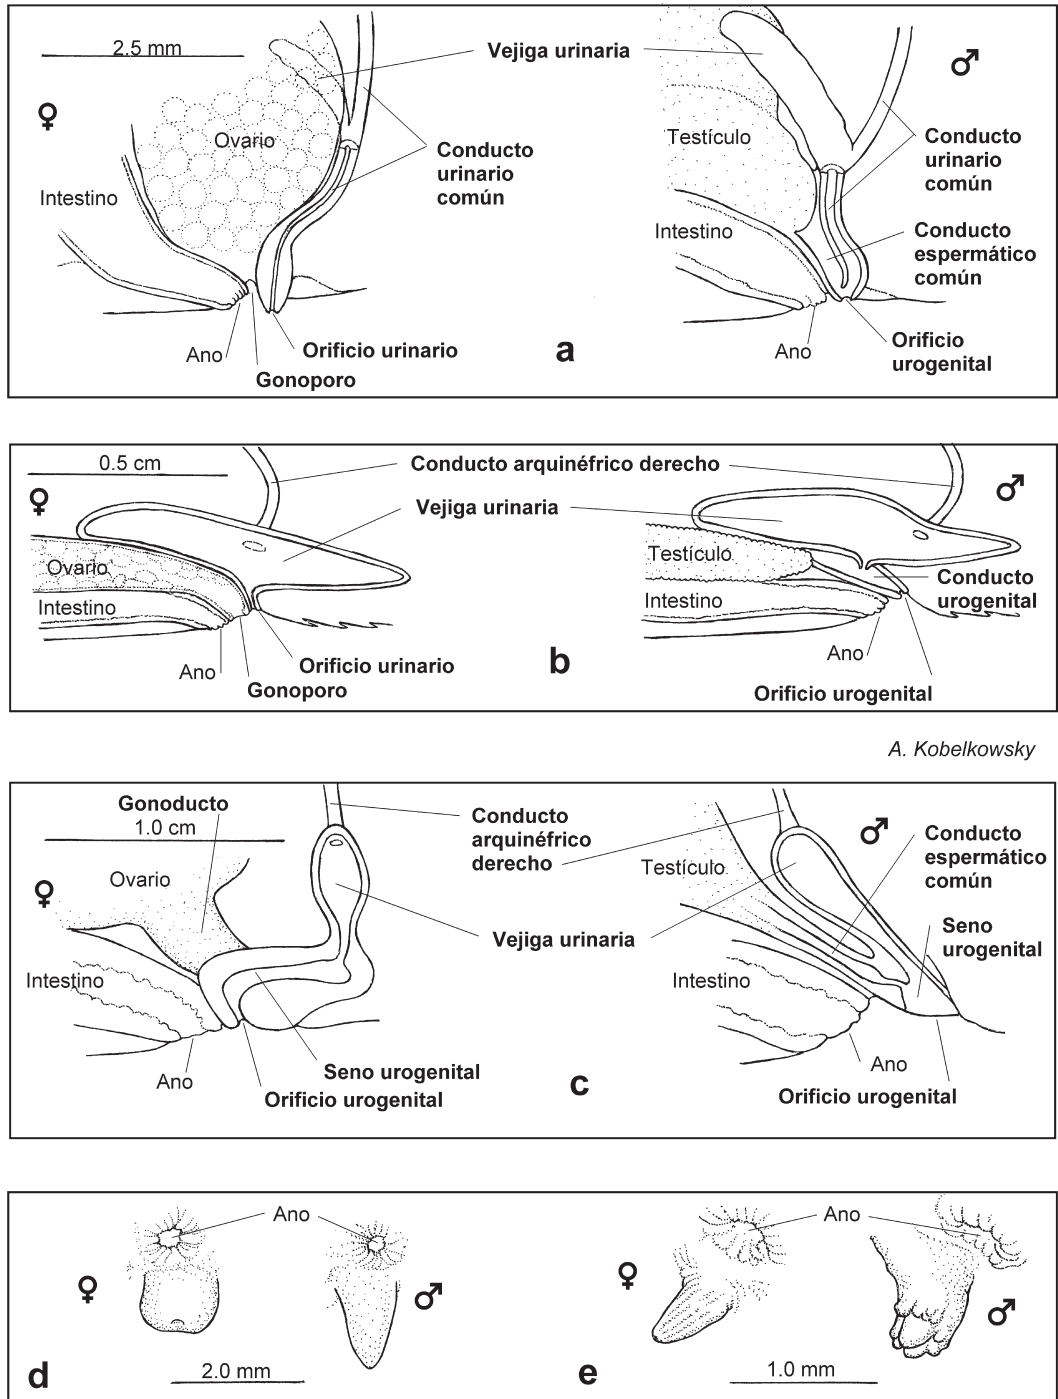 2.5 mm
♀
Vejiga urinaria
♂
Ovario
Intestino
Conducto
urinario
común
Testículo
Intestino
Conducto
urinario
común
Conducto
espermático
común
Ano
Orificio urinario
Gonoporo
a
Ano
Orificio
urogenital
0.5 cm
♀
Conducto arquinéfrico derecho
Vejiga urinaria
♂
Ovario
Intestino
Testículo
Intestino
Conducto
urogenital
Ano
Orificio urinario
Gonoporo
b
Ano
Orificio urogenital
A. Kobelkowsky
Gonoducto
1.0 cm
♀
Ovario
Intestino
Conducto
arquinéfrico
derecho
Vejiga urinaria
♂
Testículo
Intestino
Conducto
espermático
común
Seno
urogenital
Ano
Seno urogenital
Orificio urogenital
c
Ano
Orificio urogenital
Ano
♀
♂
d
2.0 mm
Ano
♀
♂
e
1.0 mm